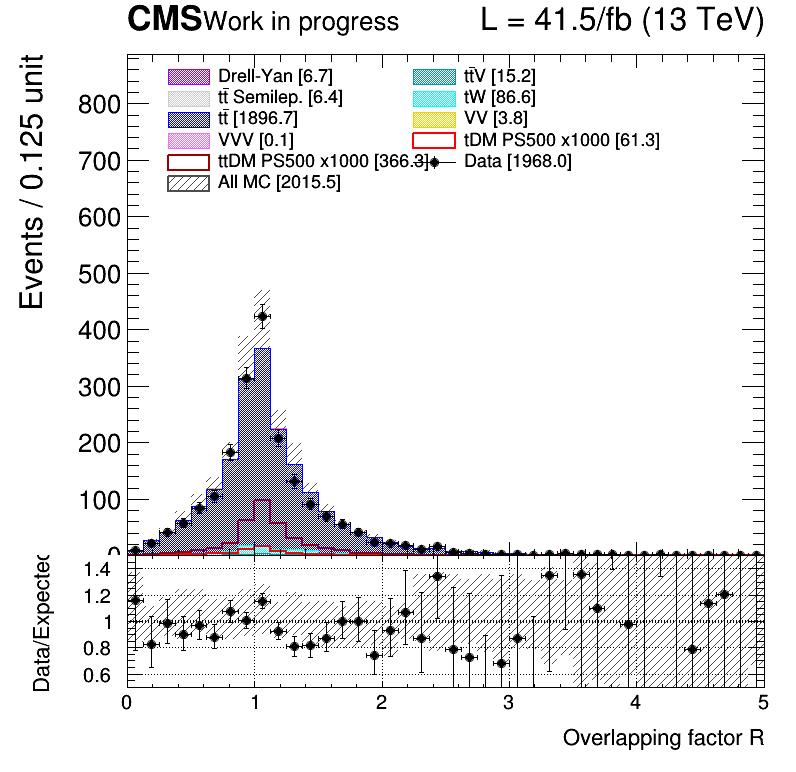 CMS Work in progress L = 41.5/fb (13 TeV)
Drell-Yan [6.7] tt̄V [15.2]
tt̄ Semilep. [6.4] tW [86.6]
tt̄ [1896.7] VV [3.8]
VVV [0.1] tDM PS500 x1000 [61.3]
ttDM PS500 x1000 [366.3] Data [1968.0]
All MC [2015.5]
Events / 0.125 unit
800
700
600
500
400
300
200
100
0
Data/Expected
1.4
1.2
1
0.8
0.6
0 1 2 3 4 5
Overlapping factor R